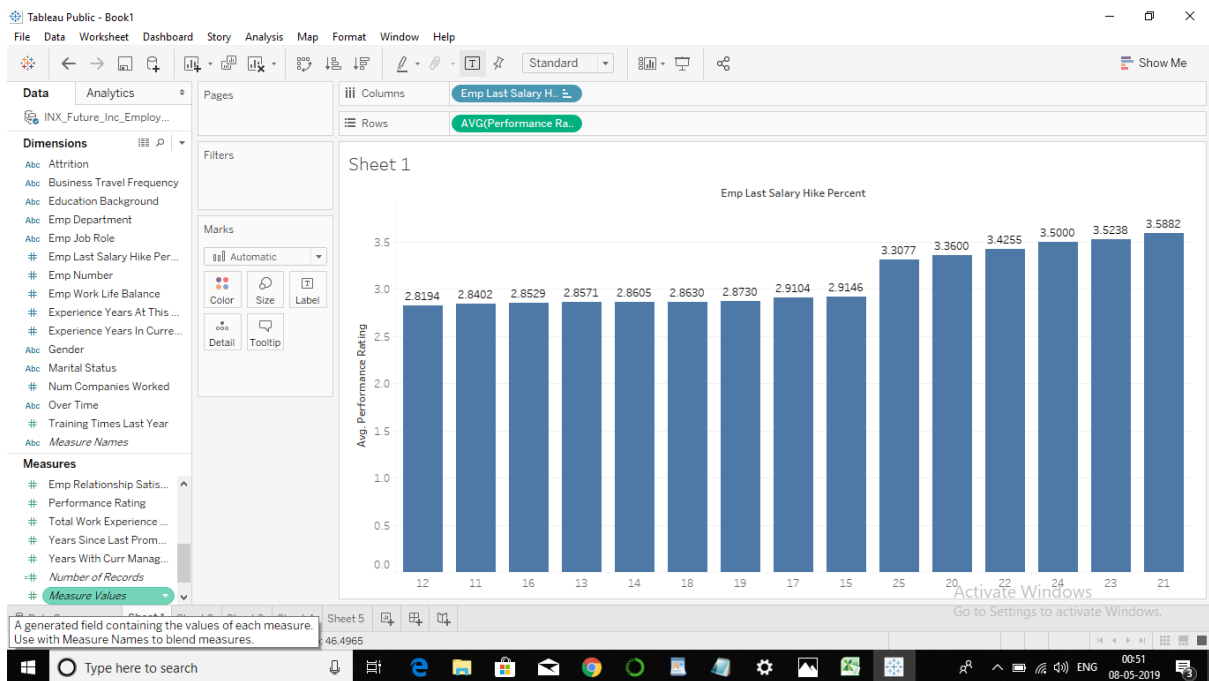 Tableau Public - Book1
File Data Worksheet Dashboard Story Analysis Map Format Window Help
Standard
Show Me
Data Analytics
INX_Future_Inc_Employ...
Dimensions
Abc Attrition
Abc Business Travel Frequency
Abc Education Background
Abc Emp Department
Abc Emp Job Role
# Emp Last Salary Hike Per...
# Emp Number
# Emp Work Life Balance
# Experience Years At This ...
# Experience Years In Curre...
Abc Gender
Abc Marital Status
# Num Companies Worked
Abc Over Time
# Training Times Last Year
Abc Measure Names
Measures
# Emp Relationship Satis...
# Performance Rating
# Total Work Experience ...
# Years Since Last Prom...
# Years With Curr Manag...
=# Number of Records
# Measure Values
Pages
Filters
Marks
Automatic
Color Size Label
Detail Tooltip
Columns Emp Last Salary H..
Rows AVG(Performance Ra..
Sheet 1
Emp Last Salary Hike Percent
Avg. Performance Rating
3.5
3.0
2.5
2.0
1.5
1.0
0.5
0.0
2.8194 2.8402 2.8529 2.8571 2.8605 2.8630 2.8730 2.9104 2.9146 3.3077 3.3600 3.4255 3.5000 3.5238 3.5882
12 11 16 13 14 18 19 17 15 25 20 22 24 23 21
Activate Windows
Go to Settings to activate Windows.
Sheet 5
A generated field containing the values of each measure.
Use with Measure Names to blend measures.
46.4965
Type here to search
ENG
00:51
08-05-2019
3